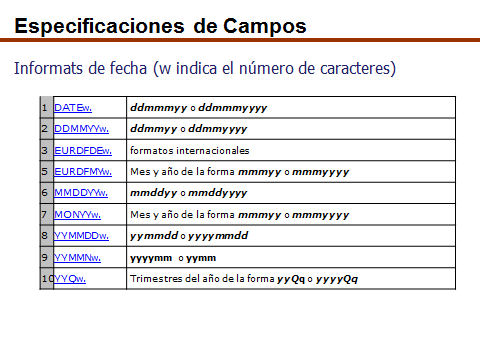 Especificaciones de Campos
Informats de fecha (w indica el número de caracteres)
1 DATEw. ddmmmyy o ddmmmyyyy
2 DDMMYYw. ddmmyy o ddmmyyyy
3 EURDFDEw. formatos internacionales
5 EURDFMYw. Mes y año de la forma mmmyy o mmmyyyy
6 MMDDYYw. mmddyy o mmddyyyy
7 MONYYw. Mes y año de la forma mmmyy o mmmyyyy
8 YYMMDDw. yymmdd o yyyymmdd
9 YYMMNw. yyyymm o yymm
10 YYQw. Trimestres del año de la forma yyQq o yyyyQq